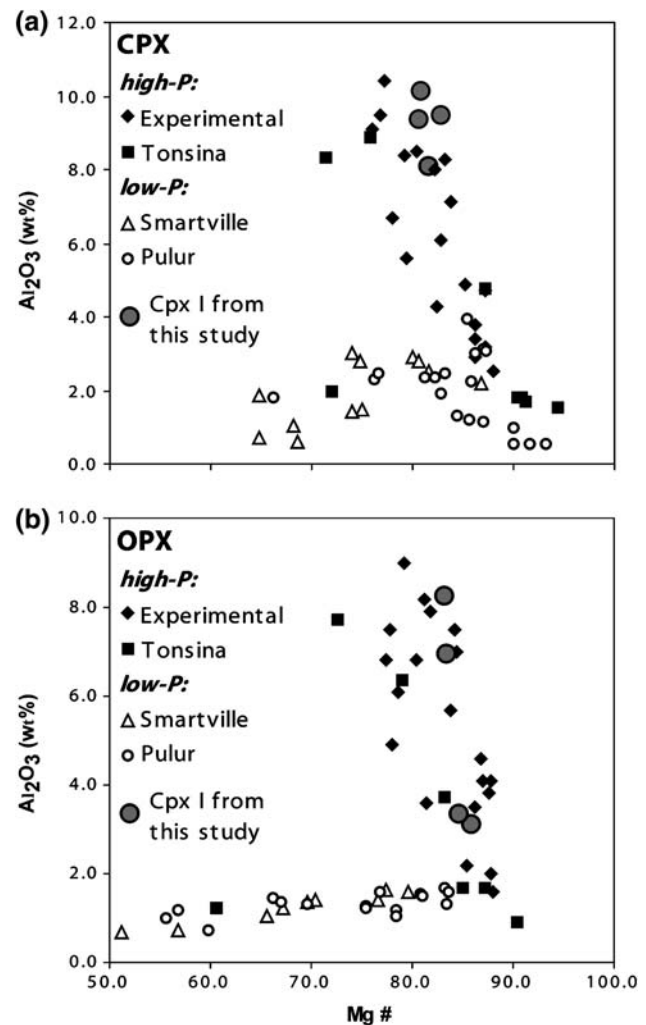 (a)
CPX
high-P:
Experimental
Tonsina
low-P:
Smartville
Pulur
Cpx I from
this study
Al2O3 (wt%)
12.0
10.0
8.0
6.0
4.0
2.0
0.0
(b)
OPX
high-P:
Experimental
Tonsina
low-P:
Smartville
Pulur
Cpx I from
this study
Al2O3 (wt%)
10.0
8.0
6.0
4.0
2.0
0.0
50.0 60.0 70.0 80.0 90.0 100.0
Mg #